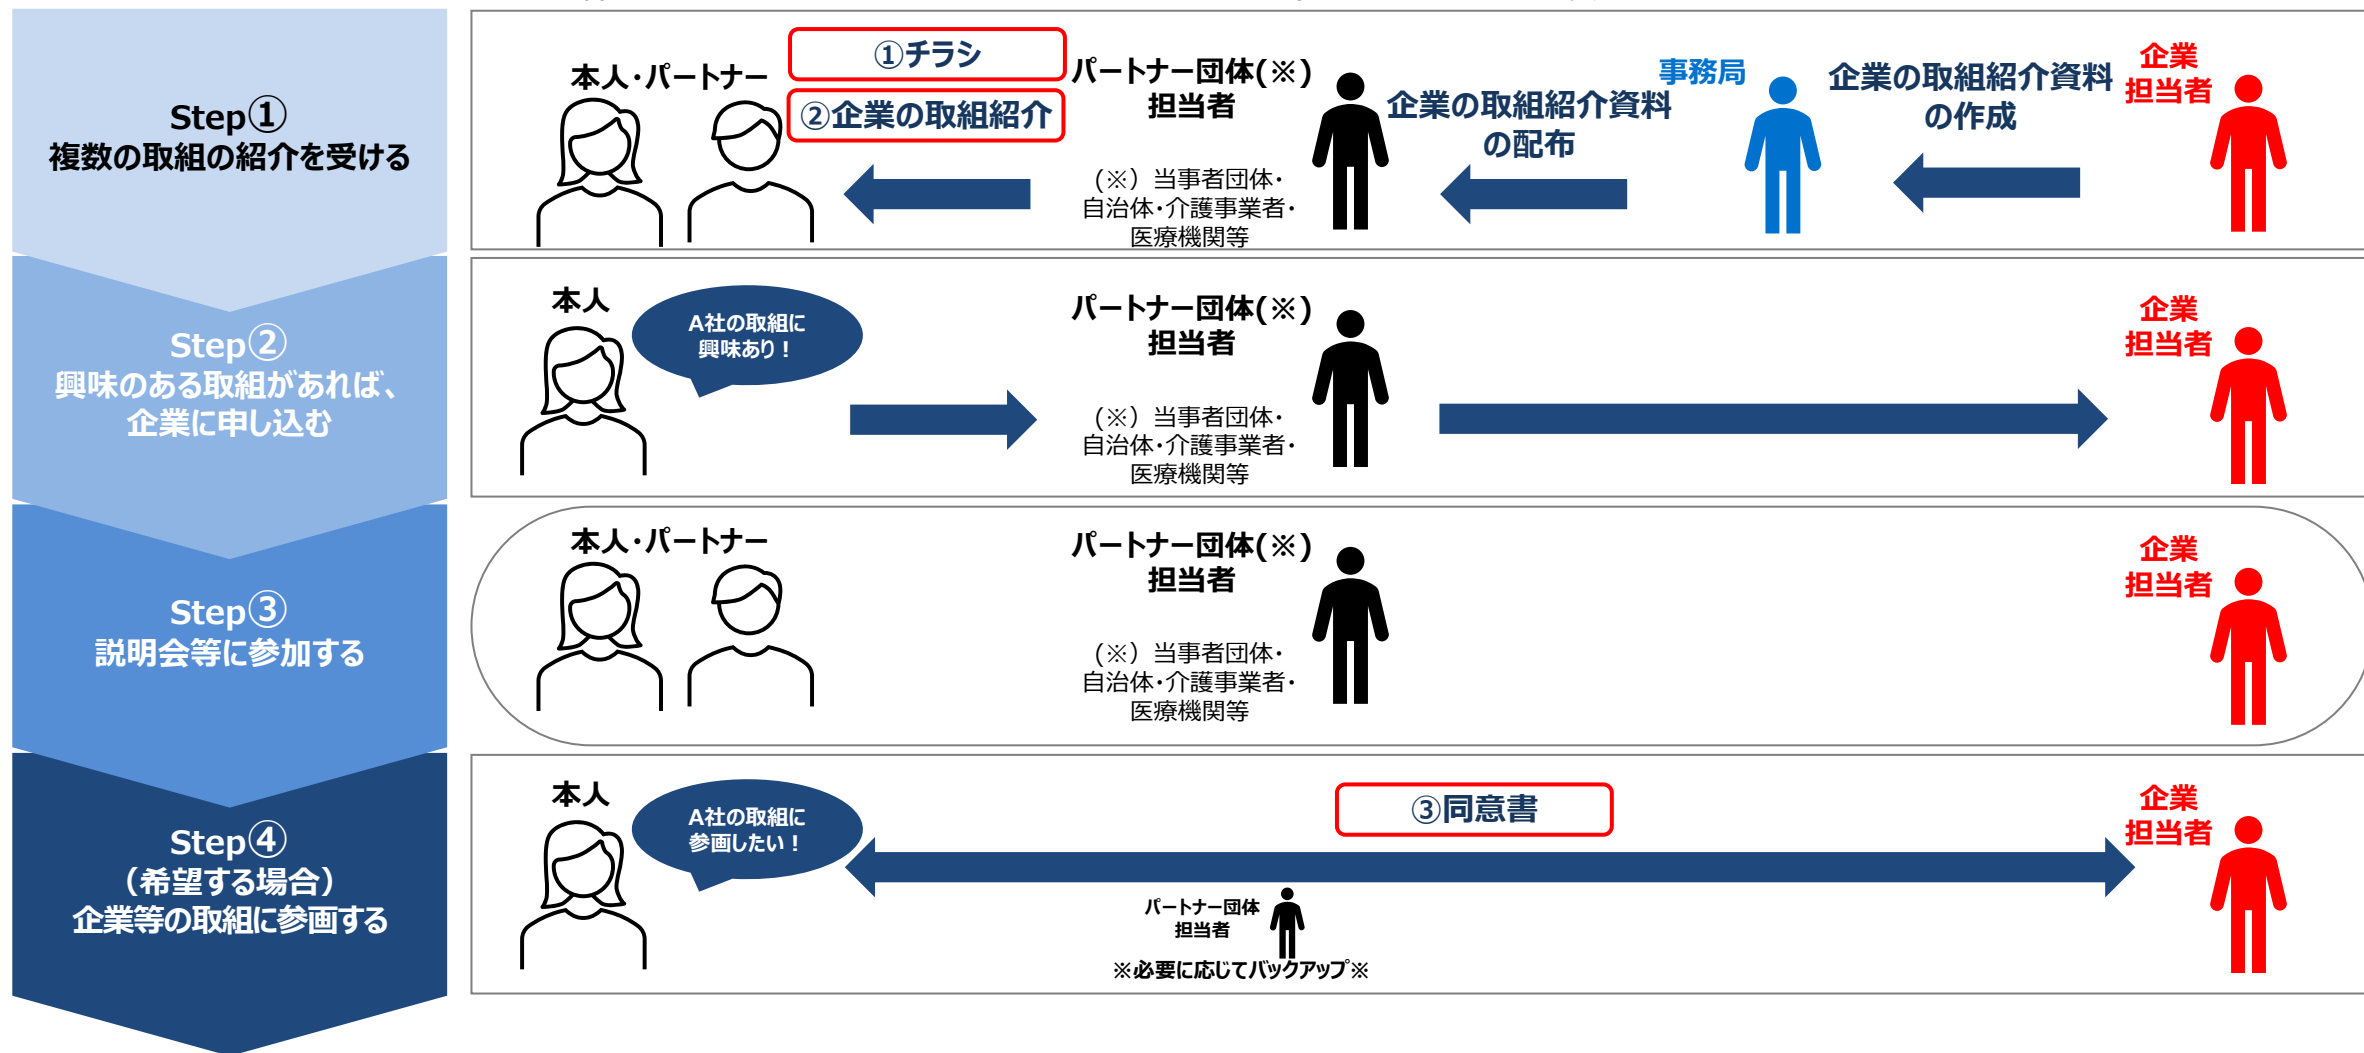 Step①
複数の取組の紹介を受ける
本人・パートナー
①チラシ
②企業の取組紹介
パートナー団体(※)
担当者
(※) 当事者団体・
自治体・介護事業者・
医療機関等
企業の取組紹介資料
の配布
事務局
企業の取組紹介資料
の作成
企業
担当者
Step②
興味のある取組があれば、
企業に申し込む
本人
A社の取組に
興味あり！
パートナー団体(※)
担当者
(※) 当事者団体・
自治体・介護事業者・
医療機関等
企業
担当者
Step③
説明会等に参加する
本人・パートナー
パートナー団体(※)
担当者
(※) 当事者団体・
自治体・介護事業者・
医療機関等
企業
担当者
Step④
（希望する場合）
企業等の取組に参画する
本人
A社の取組に
参画したい！
③同意書
パートナー団体
担当者
※必要に応じてバックアップ※
企業
担当者